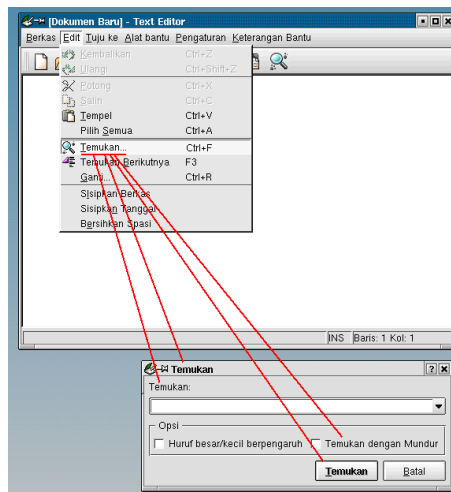 [Dokumen Baru] - Text Editor
Berkas Edit Tuju ke Alat bantu Pengaturan Keterangan Bantu
Kembalikan Ctrl+Z
Ulangi Ctrl+Shift+Z
Potong Ctrl+X
Salin Ctrl+C
Tempel Ctrl+V
Pilih Semua Ctrl+A
Temukan... Ctrl+F
Temukan Berikutnya F3
Ganti... Ctrl+R
Sisipkan Berkas
Sisipkan Tanggal
Bersihkan Spasi
INS Baris: 1 Kol: 1
Temukan
Temukan:
Opsi
Huruf besar/kecil berpengaruh Temukan dengan Mundur
Temukan Batal